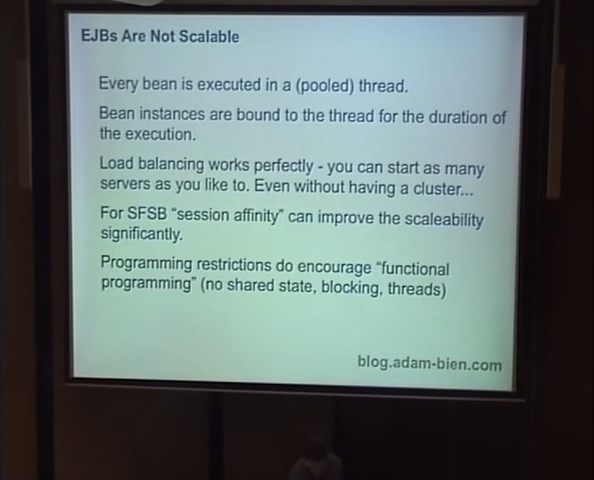 EJBs Are Not Scalable
Every bean is executed in a (pooled) thread.
Bean instances are bound to the thread for the duration of
the execution.
Load balancing works perfectly - you can start as many
servers as you like to. Even without having a cluster...
For SFSB “session affinity” can improve the scaleability
significantly.
Programming restrictions do encourage “functional
programming” (no shared state, blocking, threads)
blog.adam-bien.com